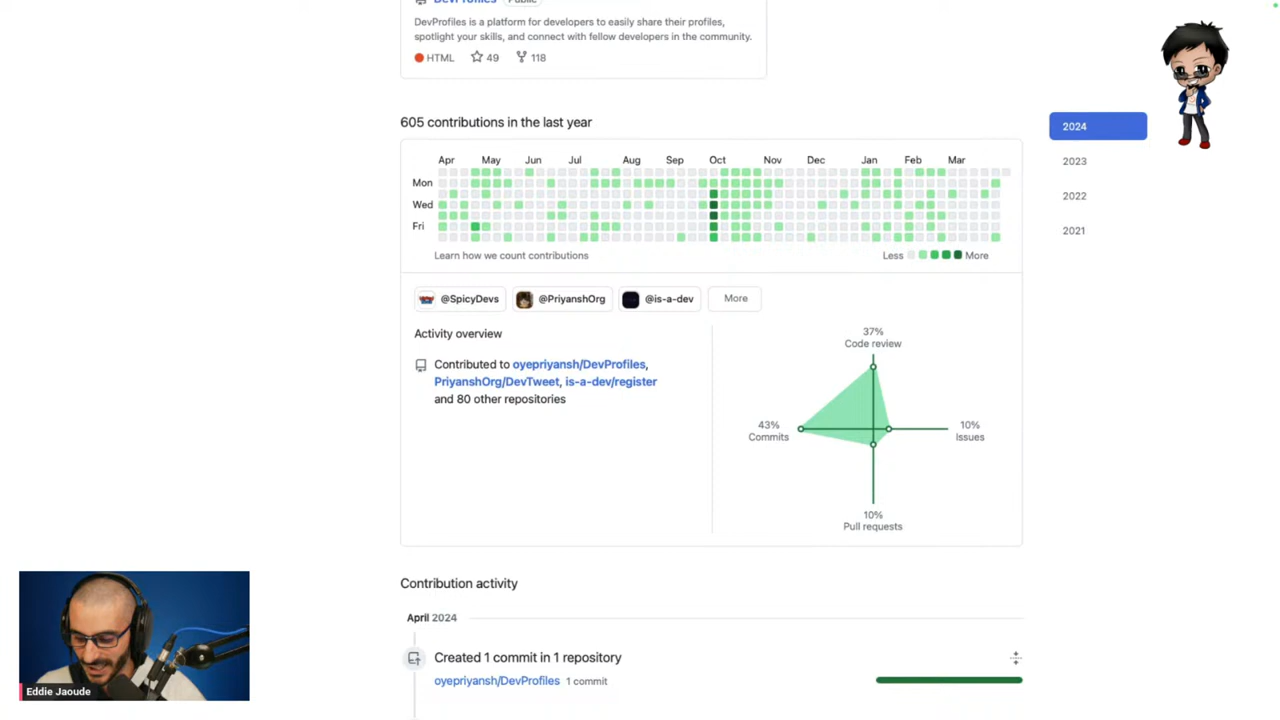 DevProfiles Public
DevProfiles is a platform for developers to easily share their profiles,
spotlight your skills, and connect with fellow developers in the community.
HTML 49 118
605 contributions in the last year
2024
2023
2022
2021
Apr May Jun Jul Aug Sep Oct Nov Dec Jan Feb Mar
Mon
Wed
Fri
Learn how we count contributions
Less More
@SpicyDevs @PriyanshOrg @is-a-dev More
Activity overview
Contributed to oyepriyansh/DevProfiles,
PriyanshOrg/DevTweet, is-a-dev/register
and 80 other repositories
37%
Code review
43%
Commits
10%
Issues
10%
Pull requests
Contribution activity
April 2024
Created 1 commit in 1 repository
oyepriyansh/DevProfiles 1 commit
Eddie Jaoude